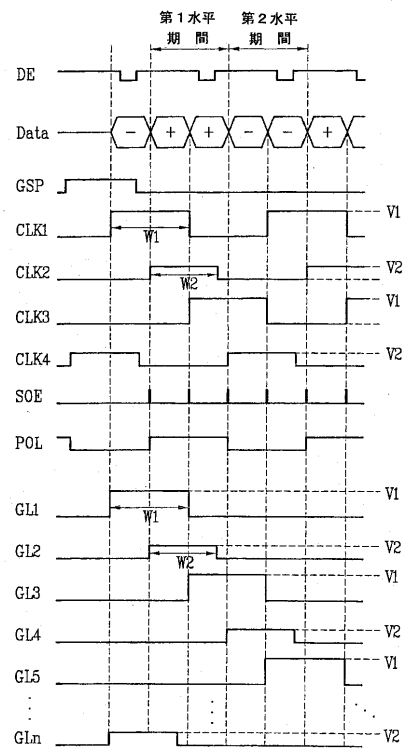 第1水平 第2水平
期間 期間
DE
Data - + + - - +
GSP
CLK1 W1 V1
CLK2 W2 V2
CLK3 V1
CLK4 V2
SOE
POL
GL1 W1 V1
GL2 W2 V2
GL3 V1
GL4 V2
GL5 V1
GLn V2